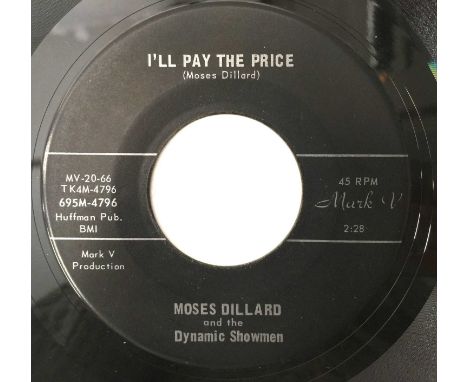 I'LL PAY THE PRICE
(Moses Dillard)
MV-20-66
TK4M-4796
695M-4796
Huffman Pub.
BMI
45 RPM
Mark V
2:28
Mark V
Production
MOSES DILLARD
and the
Dynamic Showmen